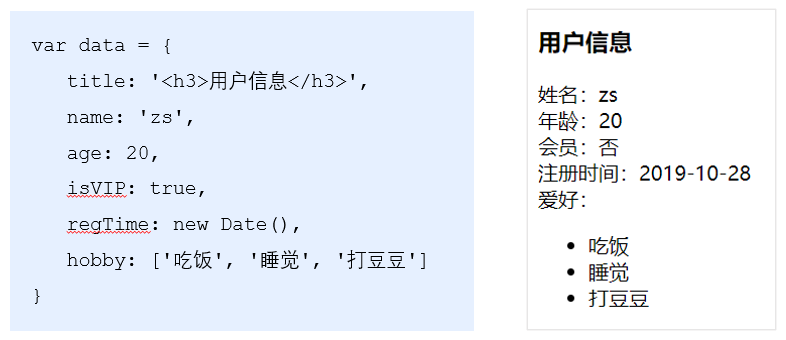 var data = {
title: '<h3>用户信息</h3>',
name: 'zs',
age: 20,
isVIP: true,
regTime: new Date(),
hobby: ['吃饭', '睡觉', '打豆豆']
}
用户信息
姓名：zs
年龄：20
会员：否
注册时间：2019-10-28
爱好：
• 吃饭
• 睡觉
• 打豆豆